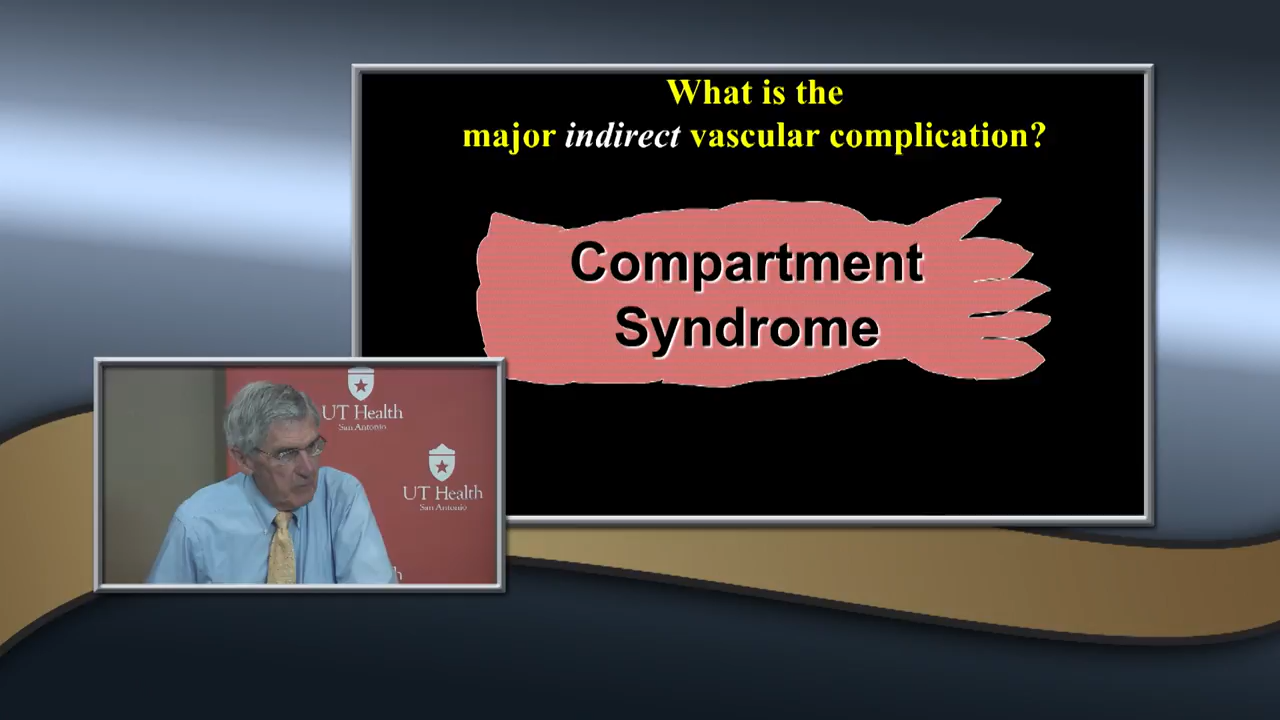 What is the
major indirect vascular complication?
Compartment
Syndrome
UT Health
San Antonio
UT Health
San Antonio
h